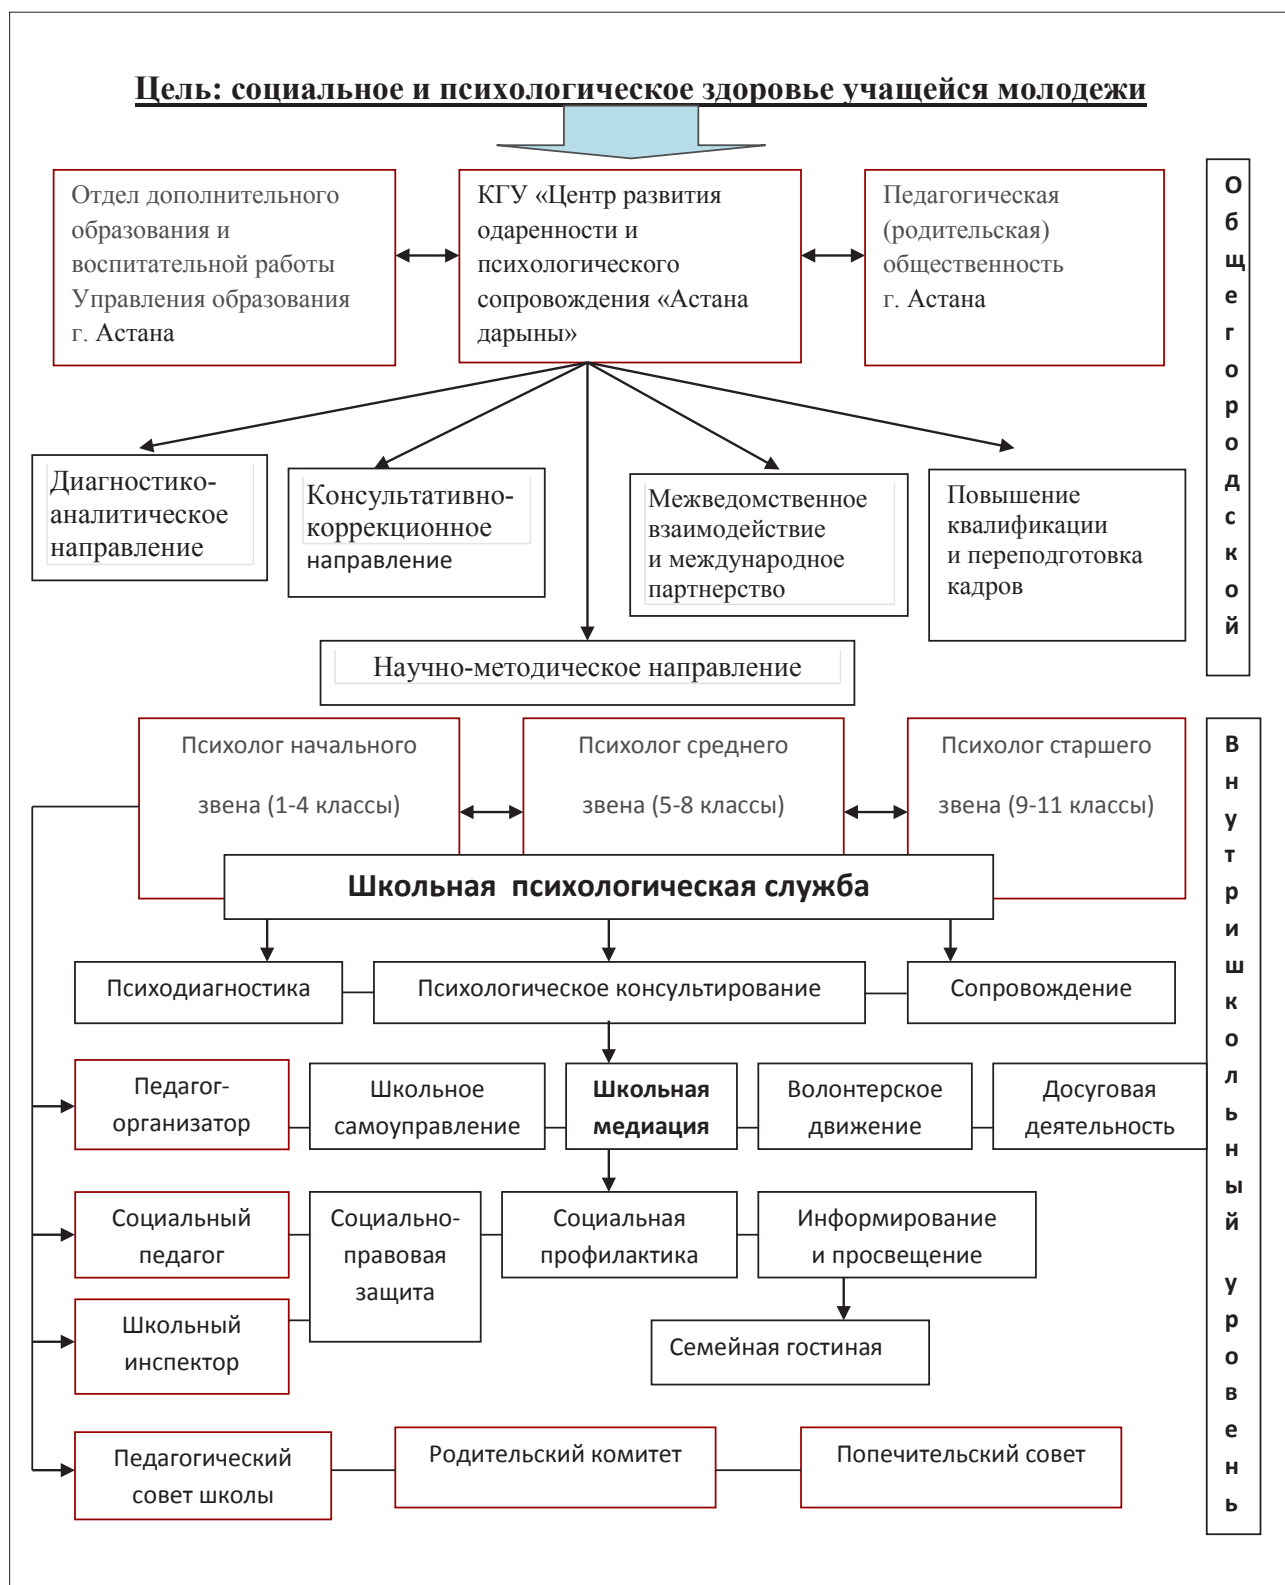 Цель: социальное и психологическое здоровье учащейся молодежи
Отдел дополнительного
образования и
воспитательной работы
Управления образования
г. Астана
КГУ «Центр развития
одаренности и
психологического
сопровождения «Астана
дарыны»
Педагогическая
(родительская)
общественность
г. Астана
Общегородской
Диагностико-
аналитическое
направление
Консультативно-
коррекционное
направление
Межведомственное
взаимодействие
и международное
партнерство
Повышение
квалификации
и переподготовка
кадров
Научно-методическое направление
Психолог начального
звена (1-4 классы)
Психолог среднего
звена (5-8 классы)
Психолог старшего
звена (9-11 классы)
Внутришкольный уровень
Школьная психологическая служба
Психодиагностика
Психологическое консультирование
Сопровождение
Педагог-
организатор
Школьное
самоуправление
Школьная
медиация
Волонтерское
движение
Досуговая
деятельность
Социальный
педагог
Социально-
правовая
защита
Социальная
профилактика
Информирование
и просвещение
Школьный
инспектор
Семейная гостиная
Педагогический
совет школы
Родительский комитет
Попечительский совет